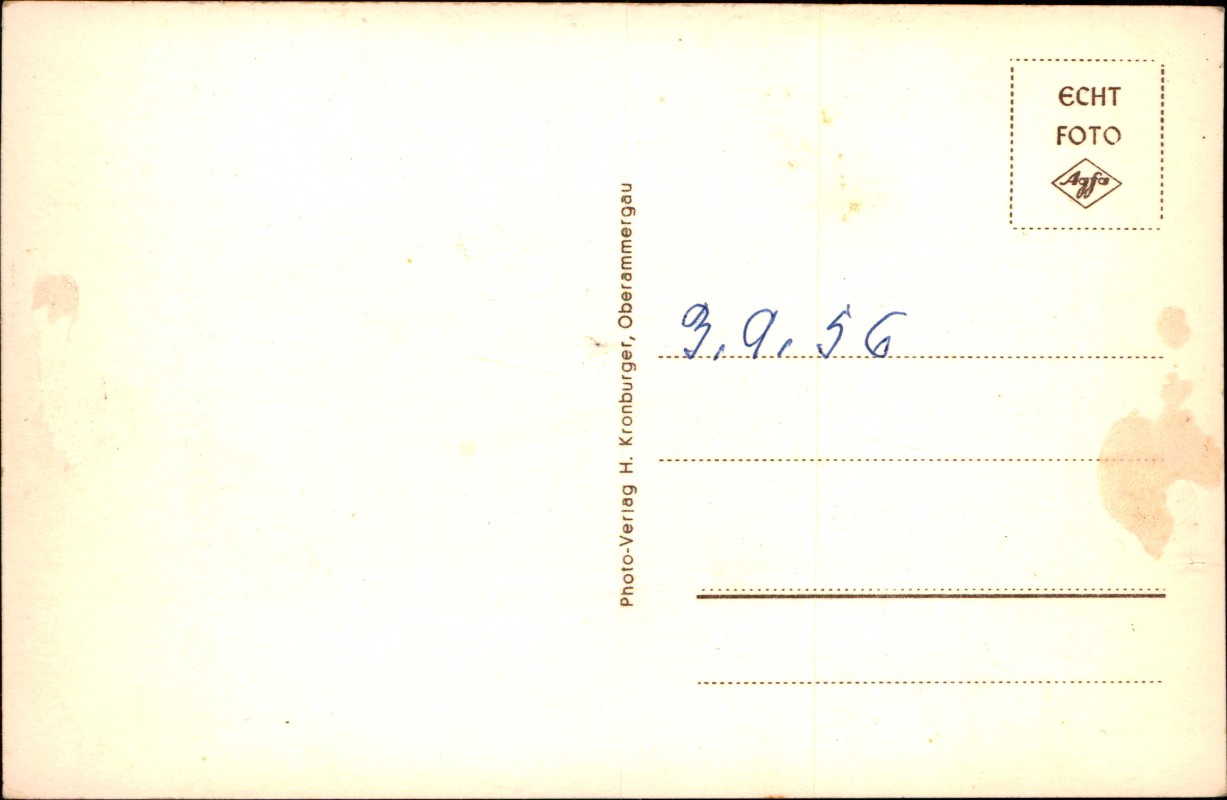 ECHT
FOTO
Agfa
Photo-Verlag H. Kronburger, Oberammergau
3. 9. 56